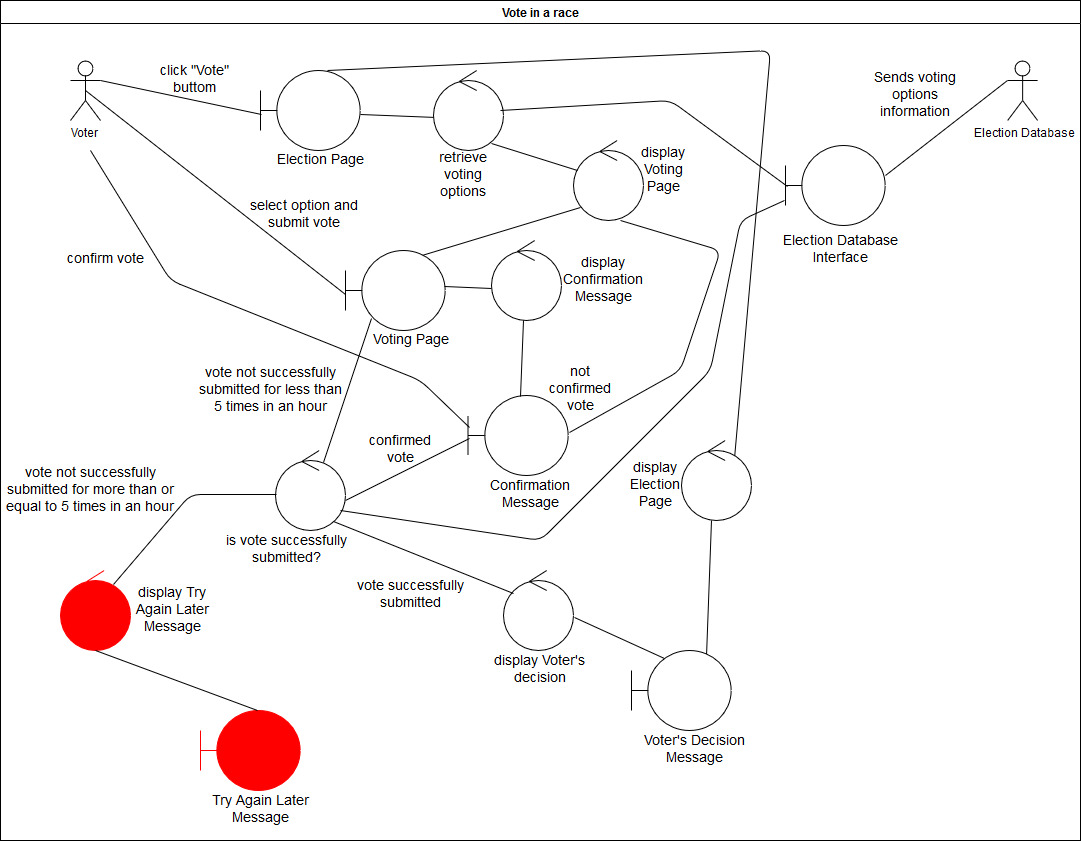 Vote in a race
click "Vote"
buttom
Voter
Election Page
retrieve
voting
options
display
Voting
Page
Sends voting
options
information
Election Database
Election Database
Interface
select option and
submit vote
confirm vote
display
Confirmation
Message
Voting Page
vote not successfully
submitted for less than
5 times in an hour
not
confirmed
vote
confirmed
vote
Confirmation
Message
display
Election
Page
vote not successfully
submitted for more than or
equal to 5 times in an hour
is vote successfully
submitted?
display Try
Again Later
Message
vote successfully
submitted
display Voter's
decision
Voter's Decision
Message
Try Again Later
Message